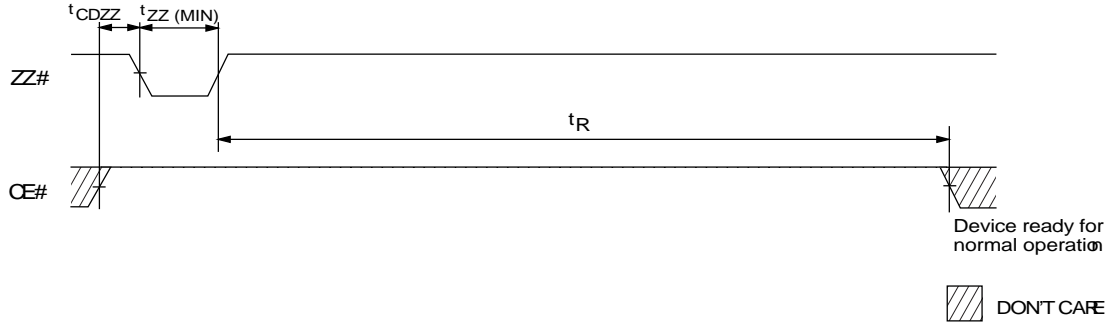 tCDZZ tZZ (MIN)
ZZ#
tR
CE#
Device ready for
normal operation
DON'T CARE